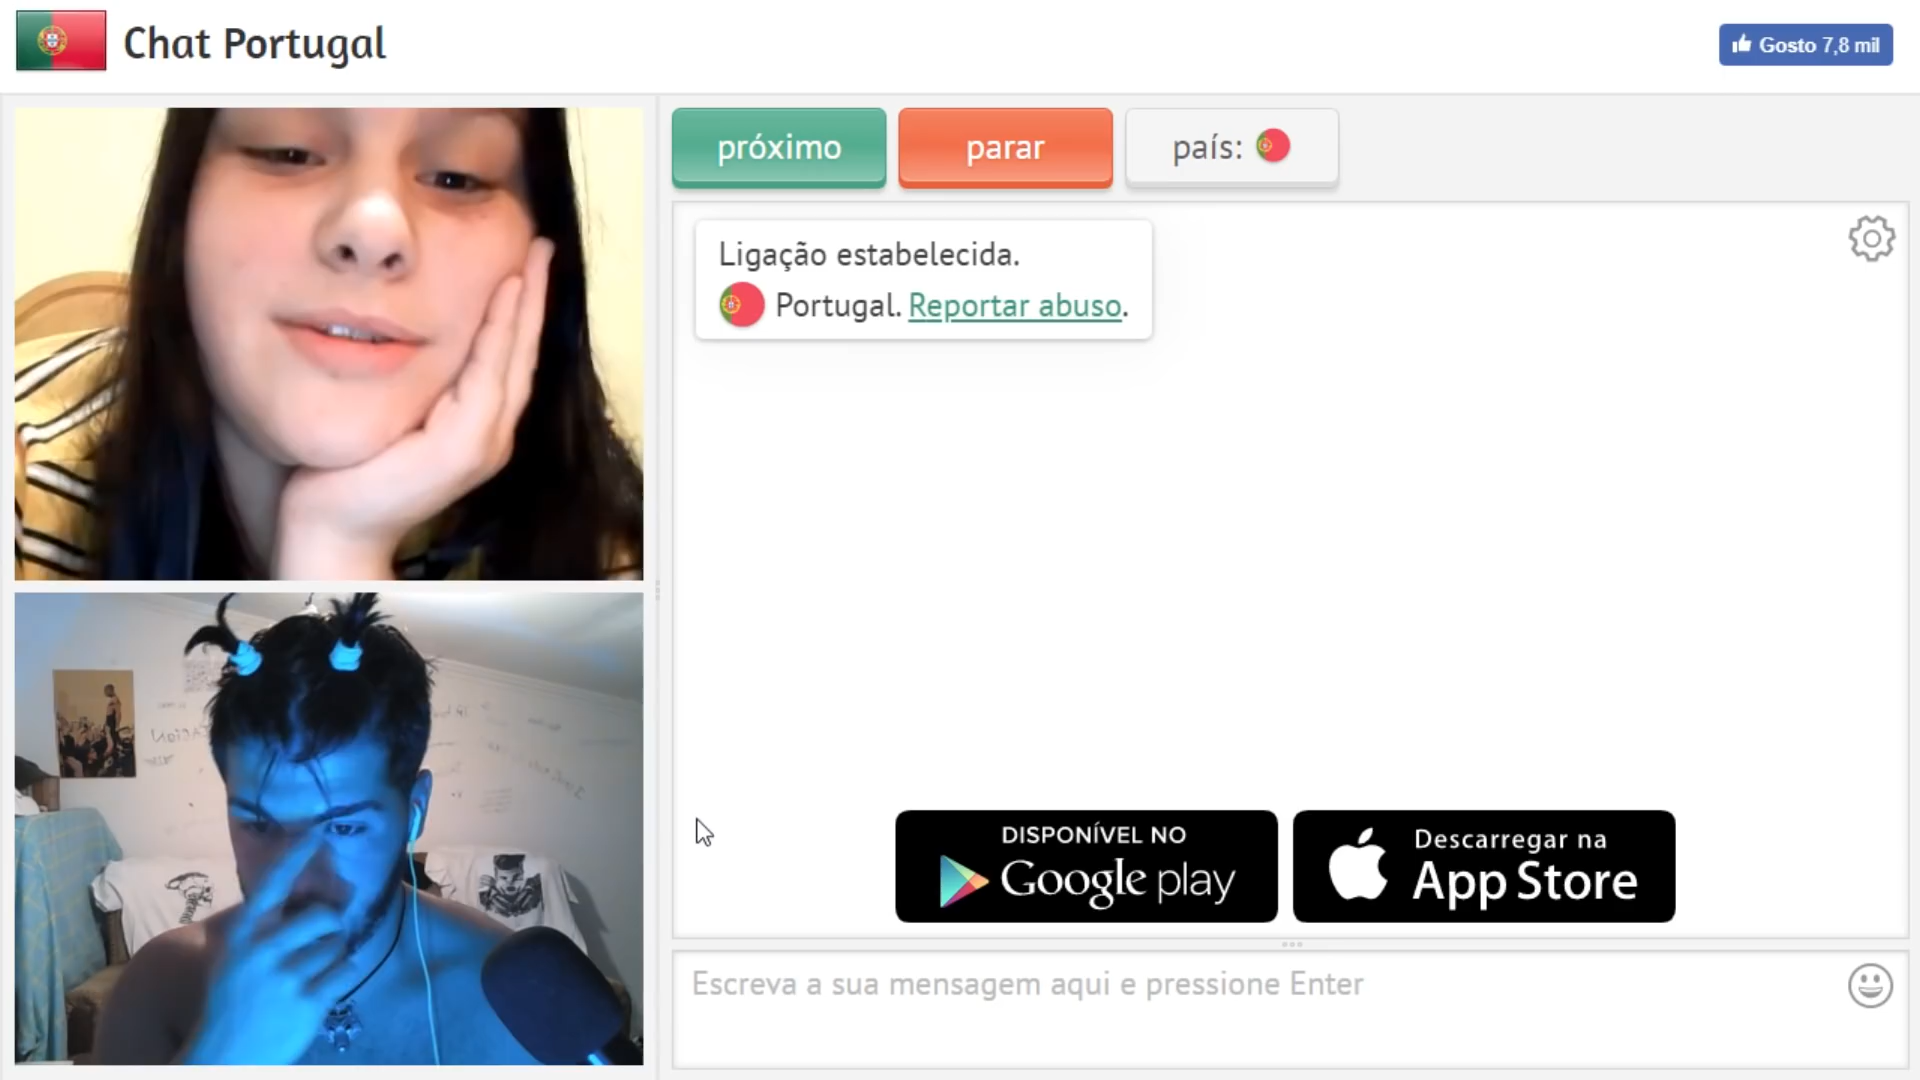 Chat Portugal
Gosto 7,8 mil
próximo
parar
país:
Ligação estabelecida.
Portugal. Reportar abuso.
DISPONÍVEL NO
Google play
Descarregar na
App Store
Escreva a sua mensagem aqui e pressione Enter